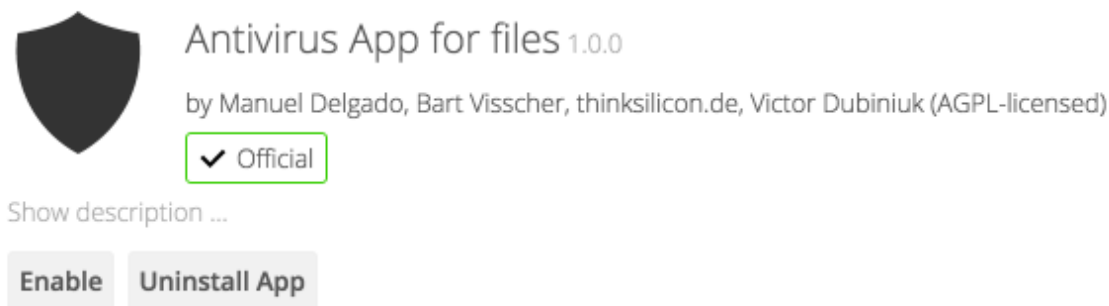 Antivirus App for files 1.0.0
by Manuel Delgado, Bart Visscher, thinksilicon.de, Victor Dubiniuk (AGPL-licensed)
Official
Show description ...
Enable Uninstall App